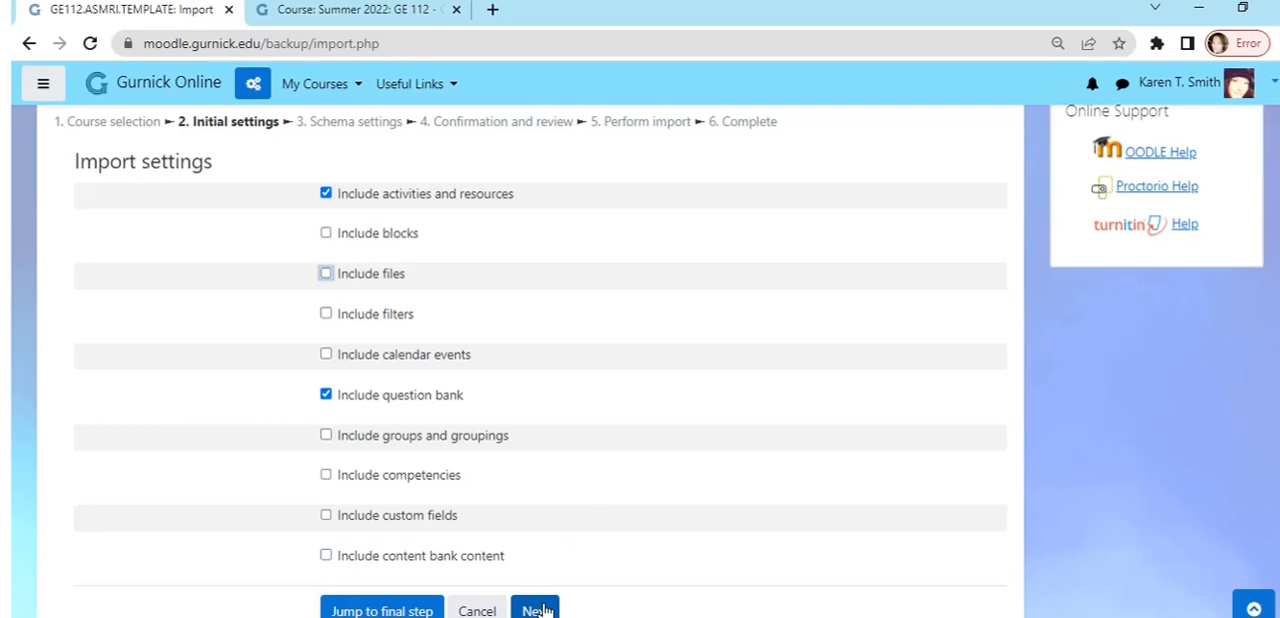 GE112.ASMRI.TEMPLATE: Import
Course: Summer 2022: GE 112 -
moodle.gurnick.edu/backup/import.php
Error
Gurnick Online
My Courses
Useful Links
Karen T. Smith
1. Course selection ► 2. Initial settings ► 3. Schema settings ► 4. Confirmation and review ► 5. Perform import ► 6. Complete
Online Support
OODLE Help
Proctorio Help
turnitin Help
Import settings
Include activities and resources
Include blocks
Include files
Include filters
Include calendar events
Include question bank
Include groups and groupings
Include competencies
Include custom fields
Include content bank content
Jump to final step
Cancel